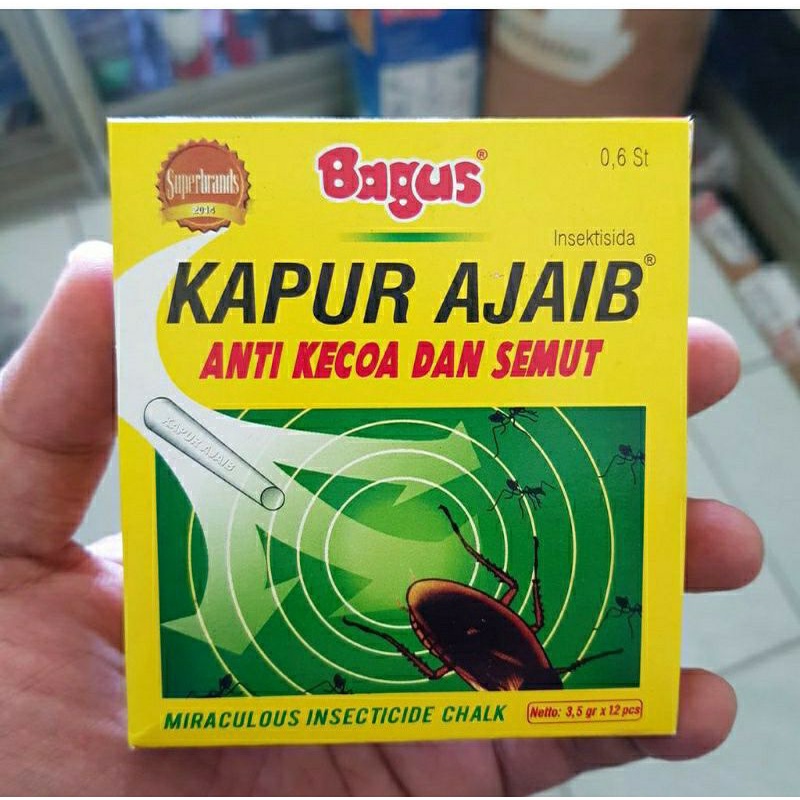 Superbrands
Bagus®
0,6 St
Insektisida
KAPUR AJAIB®
ANTI KECOA DAN SEMUT
KAPUR AJAIB
MIRACULOUS INSECTICIDE CHALK
Netto: 3,5 gr x 12 pcs